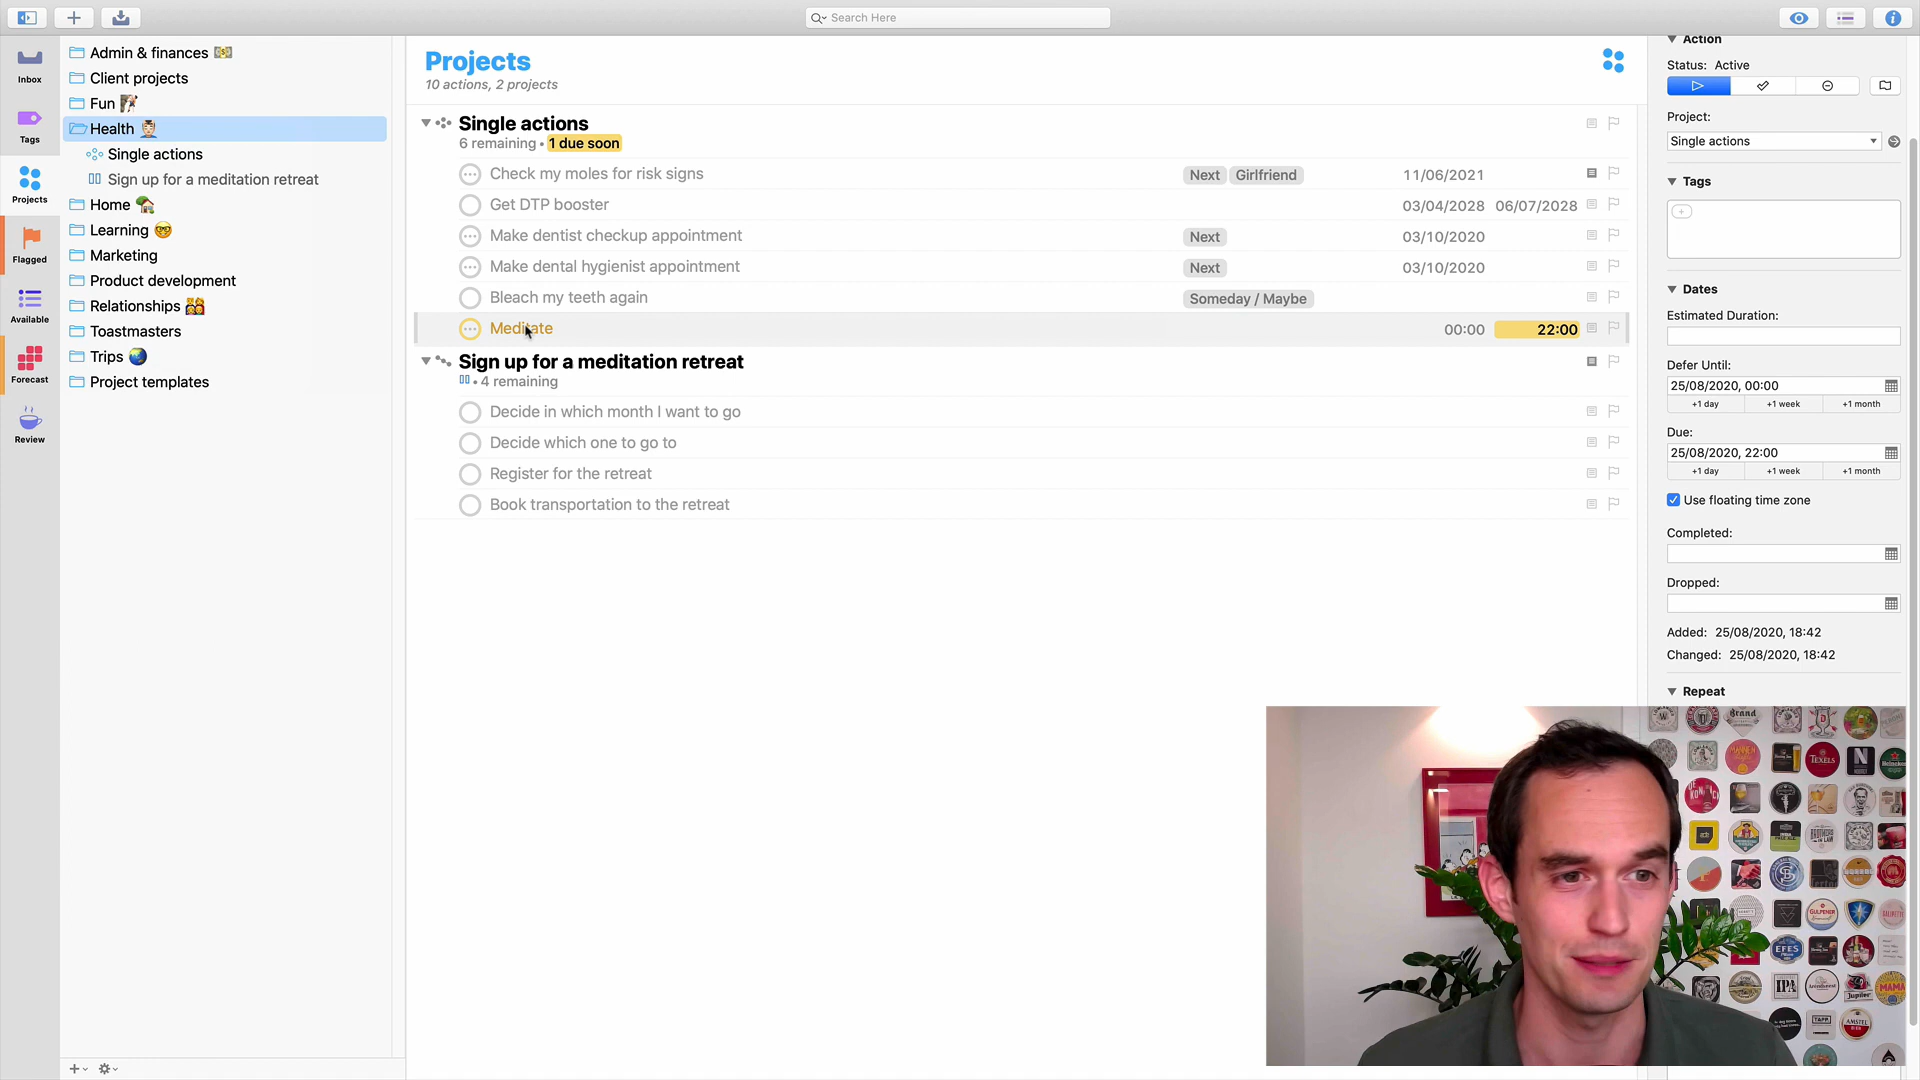 Search Here
Inbox
Tags
Projects
Flagged
Available
Forecast
Review
Admin & finances
Client projects
Fun
Health
Single actions
Sign up for a meditation retreat
Home
Learning
Marketing
Product development
Relationships
Toastmasters
Trips
Project templates
Projects
10 actions, 2 projects
Single actions
6 remaining • 1 due soon
Check my moles for risk signs Next Girlfriend 11/06/2021
Get DTP booster 03/04/2028 06/07/2028
Make dentist checkup appointment Next 03/10/2020
Make dental hygienist appointment Next 03/10/2020
Bleach my teeth again Someday / Maybe
Meditate 00:00 22:00
Sign up for a meditation retreat
• 4 remaining
Decide in which month I want to go
Decide which one to go to
Register for the retreat
Book transportation to the retreat
Action
Status: Active
Project:
Single actions
Tags
Dates
Estimated Duration:
Defer Until:
25/08/2020, 00:00
+1 day +1 week +1 month
Due:
25/08/2020, 22:00
+1 day +1 week +1 month
Use floating time zone
Completed:
Dropped:
Added: 25/08/2020, 18:42
Changed: 25/08/2020, 18:42
Repeat
Brand
TEXELS
Heineken
GULPENER
EFES
IPA
Jupiler
MAMA
AMSTEL